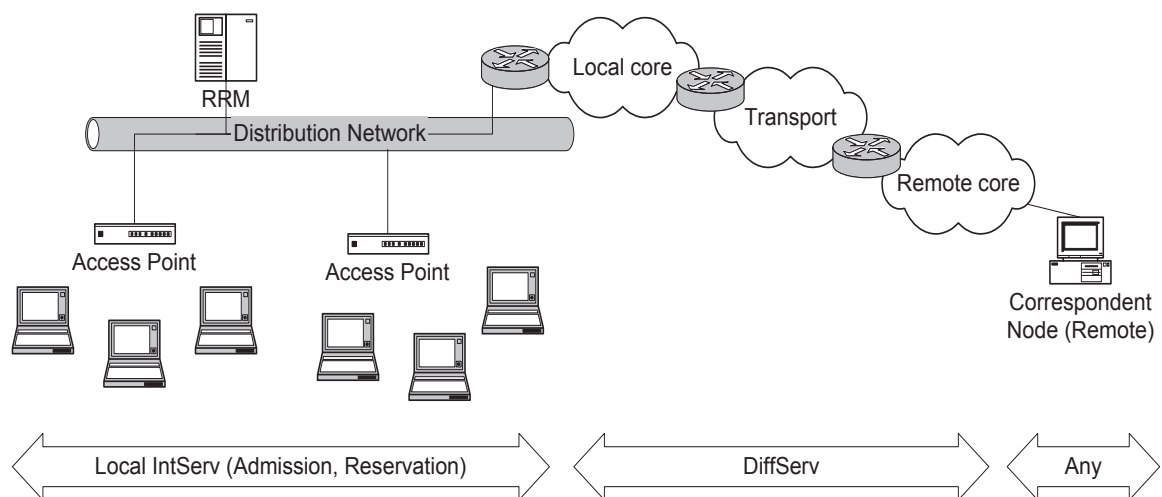 RRM
Local core
Transport
Distribution Network
Remote core
Access Point
Access Point
Correspondent
Node (Remote)
Local IntServ (Admission, Reservation)
DiffServ
Any